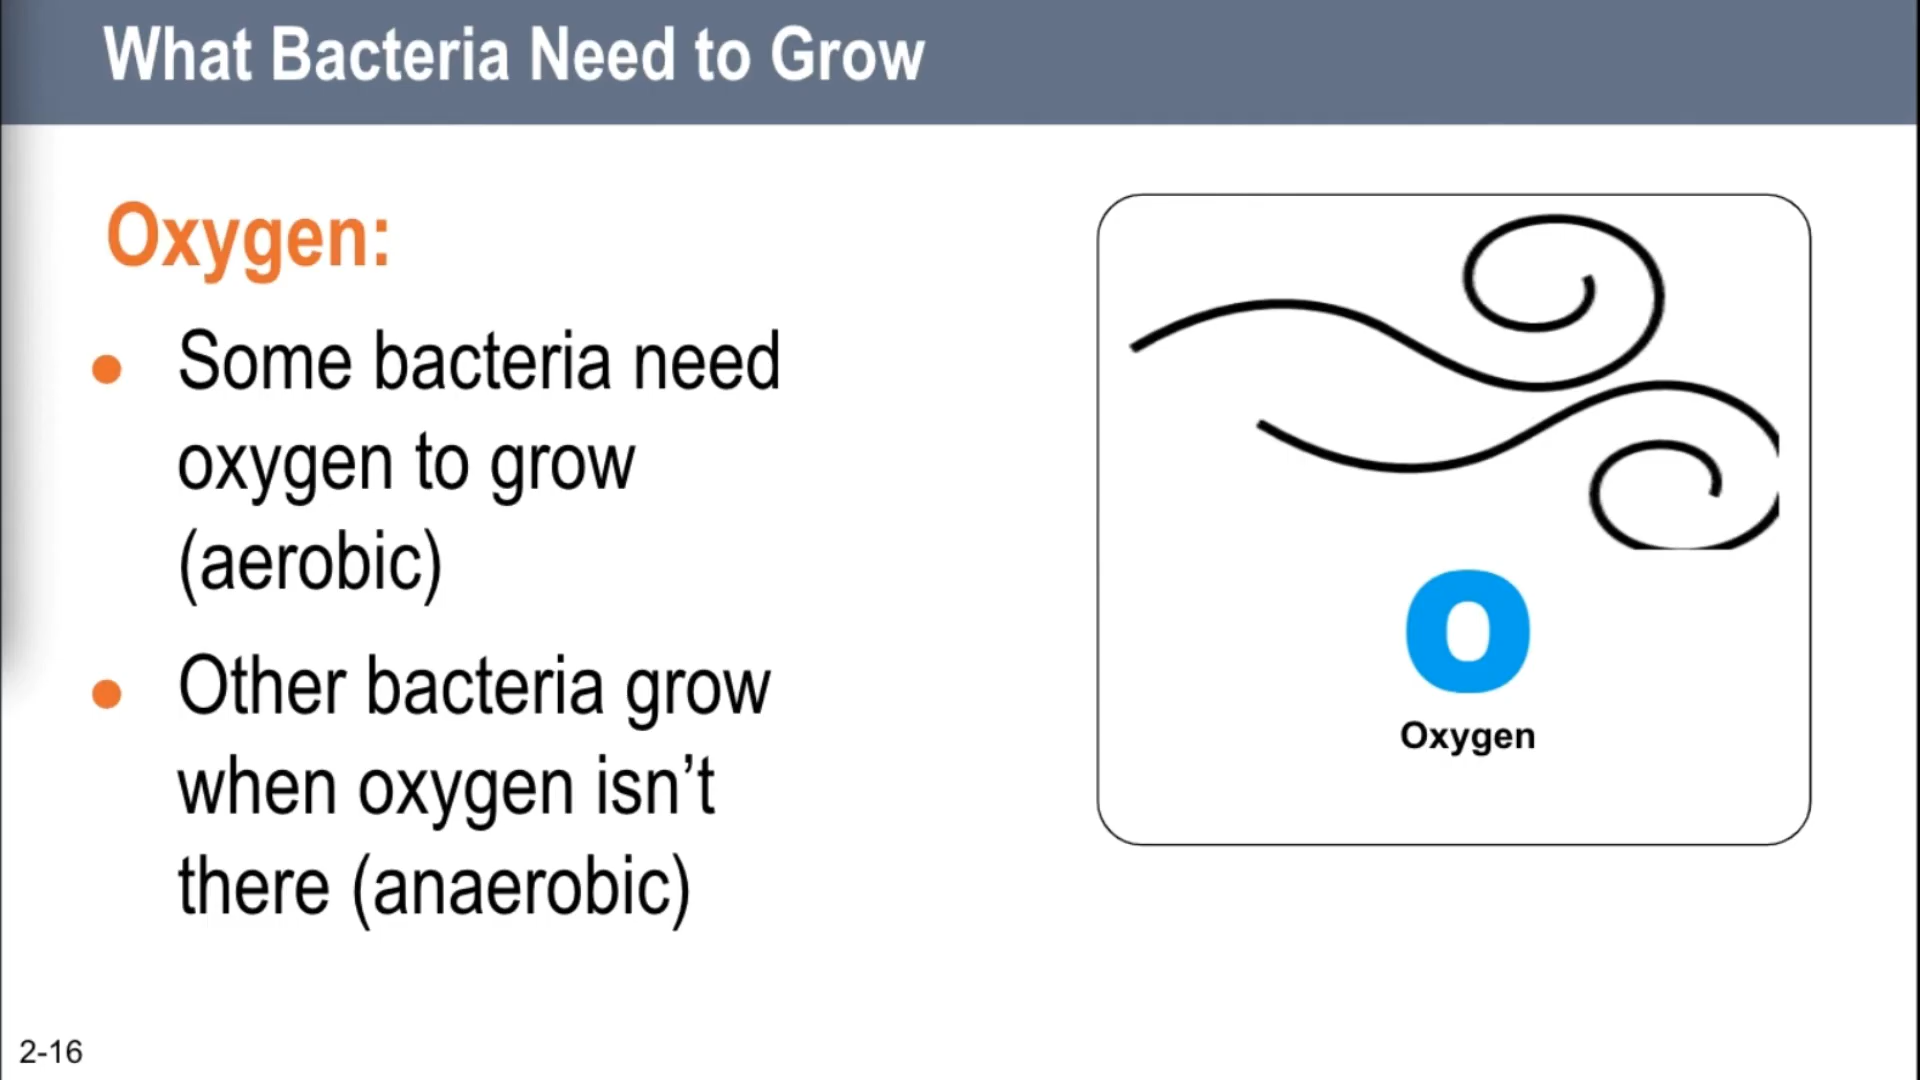 What Bacteria Need to Grow
Oxygen:
Some bacteria need
oxygen to grow
(aerobic)
Other bacteria grow
when oxygen isn’t
there (anaerobic)
O
Oxygen
2-16